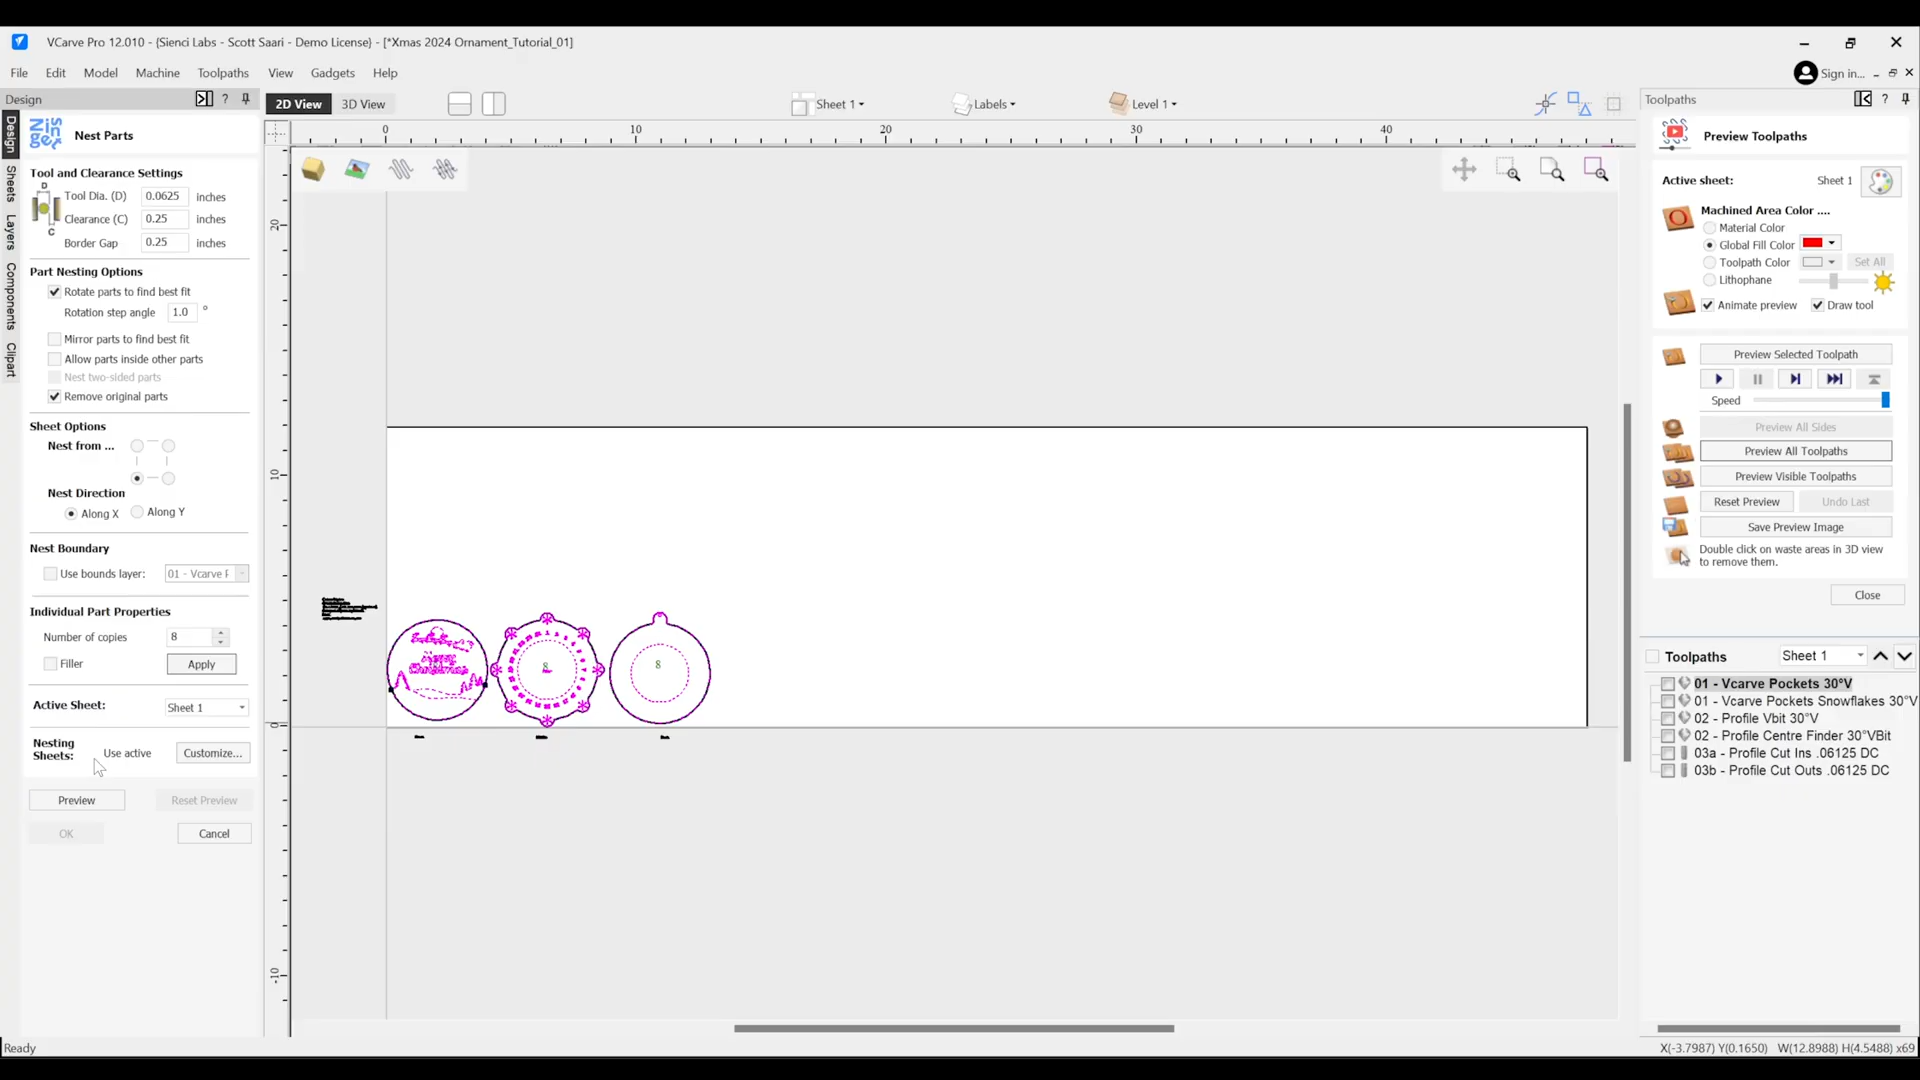 VCarve Pro 12.010 - {Sienci Labs - Scott Saari - Demo License} - [*Xmas 2024 Ornament_Tutorial_01]
File Edit Model Machine Toolpaths View Gadgets Help
Sign in...
Design ?
2D View 3D View
Sheet 1 Labels Level 1
Toolpaths ?
Design
Sheets
Layers
Components
Clipart
Nest Parts
Tool and Clearance Settings
D
C
Tool Dia. (D) 0.0625 inches
Clearance (C) 0.25 inches
Border Gap 0.25 inches
Part Nesting Options
Rotate parts to find best fit
Rotation step angle 1.0 °
Mirror parts to find best fit
Allow parts inside other parts
Nest two-sided parts
Remove original parts
Sheet Options
Nest from ...
Nest Direction
Along X Along Y
Nest Boundary
Use bounds layer: 01 - Vcarve F
Individual Part Properties
Number of copies 8
Filler Apply
Active Sheet: Sheet 1
Nesting Sheets: Use active Customize...
Preview Reset Preview
OK Cancel
0 10 20 30 40
20
10
0
-10
8
8
Preview Toolpaths
Active sheet: Sheet 1
Machined Area Color ....
Material Color
Global Fill Color
Toolpath Color Set All
Lithophane
Animate preview Draw tool
Preview Selected Toolpath
Speed
Preview All Sides
Preview All Toolpaths
Preview Visible Toolpaths
Reset Preview Undo Last
Save Preview Image
Double click on waste areas in 3D view
to remove them.
Close
Toolpaths Sheet 1
01 - Vcarve Pockets 30°V
01 - Vcarve Pockets Snowflakes 30°V
02 - Profile Vbit 30°V
02 - Profile Centre Finder 30°VBit
03a - Profile Cut Ins .06125 DC
03b - Profile Cut Outs .06125 DC
Ready
X(-3.7987) Y(0.1650) W(12.8988) H(4.5488) x69